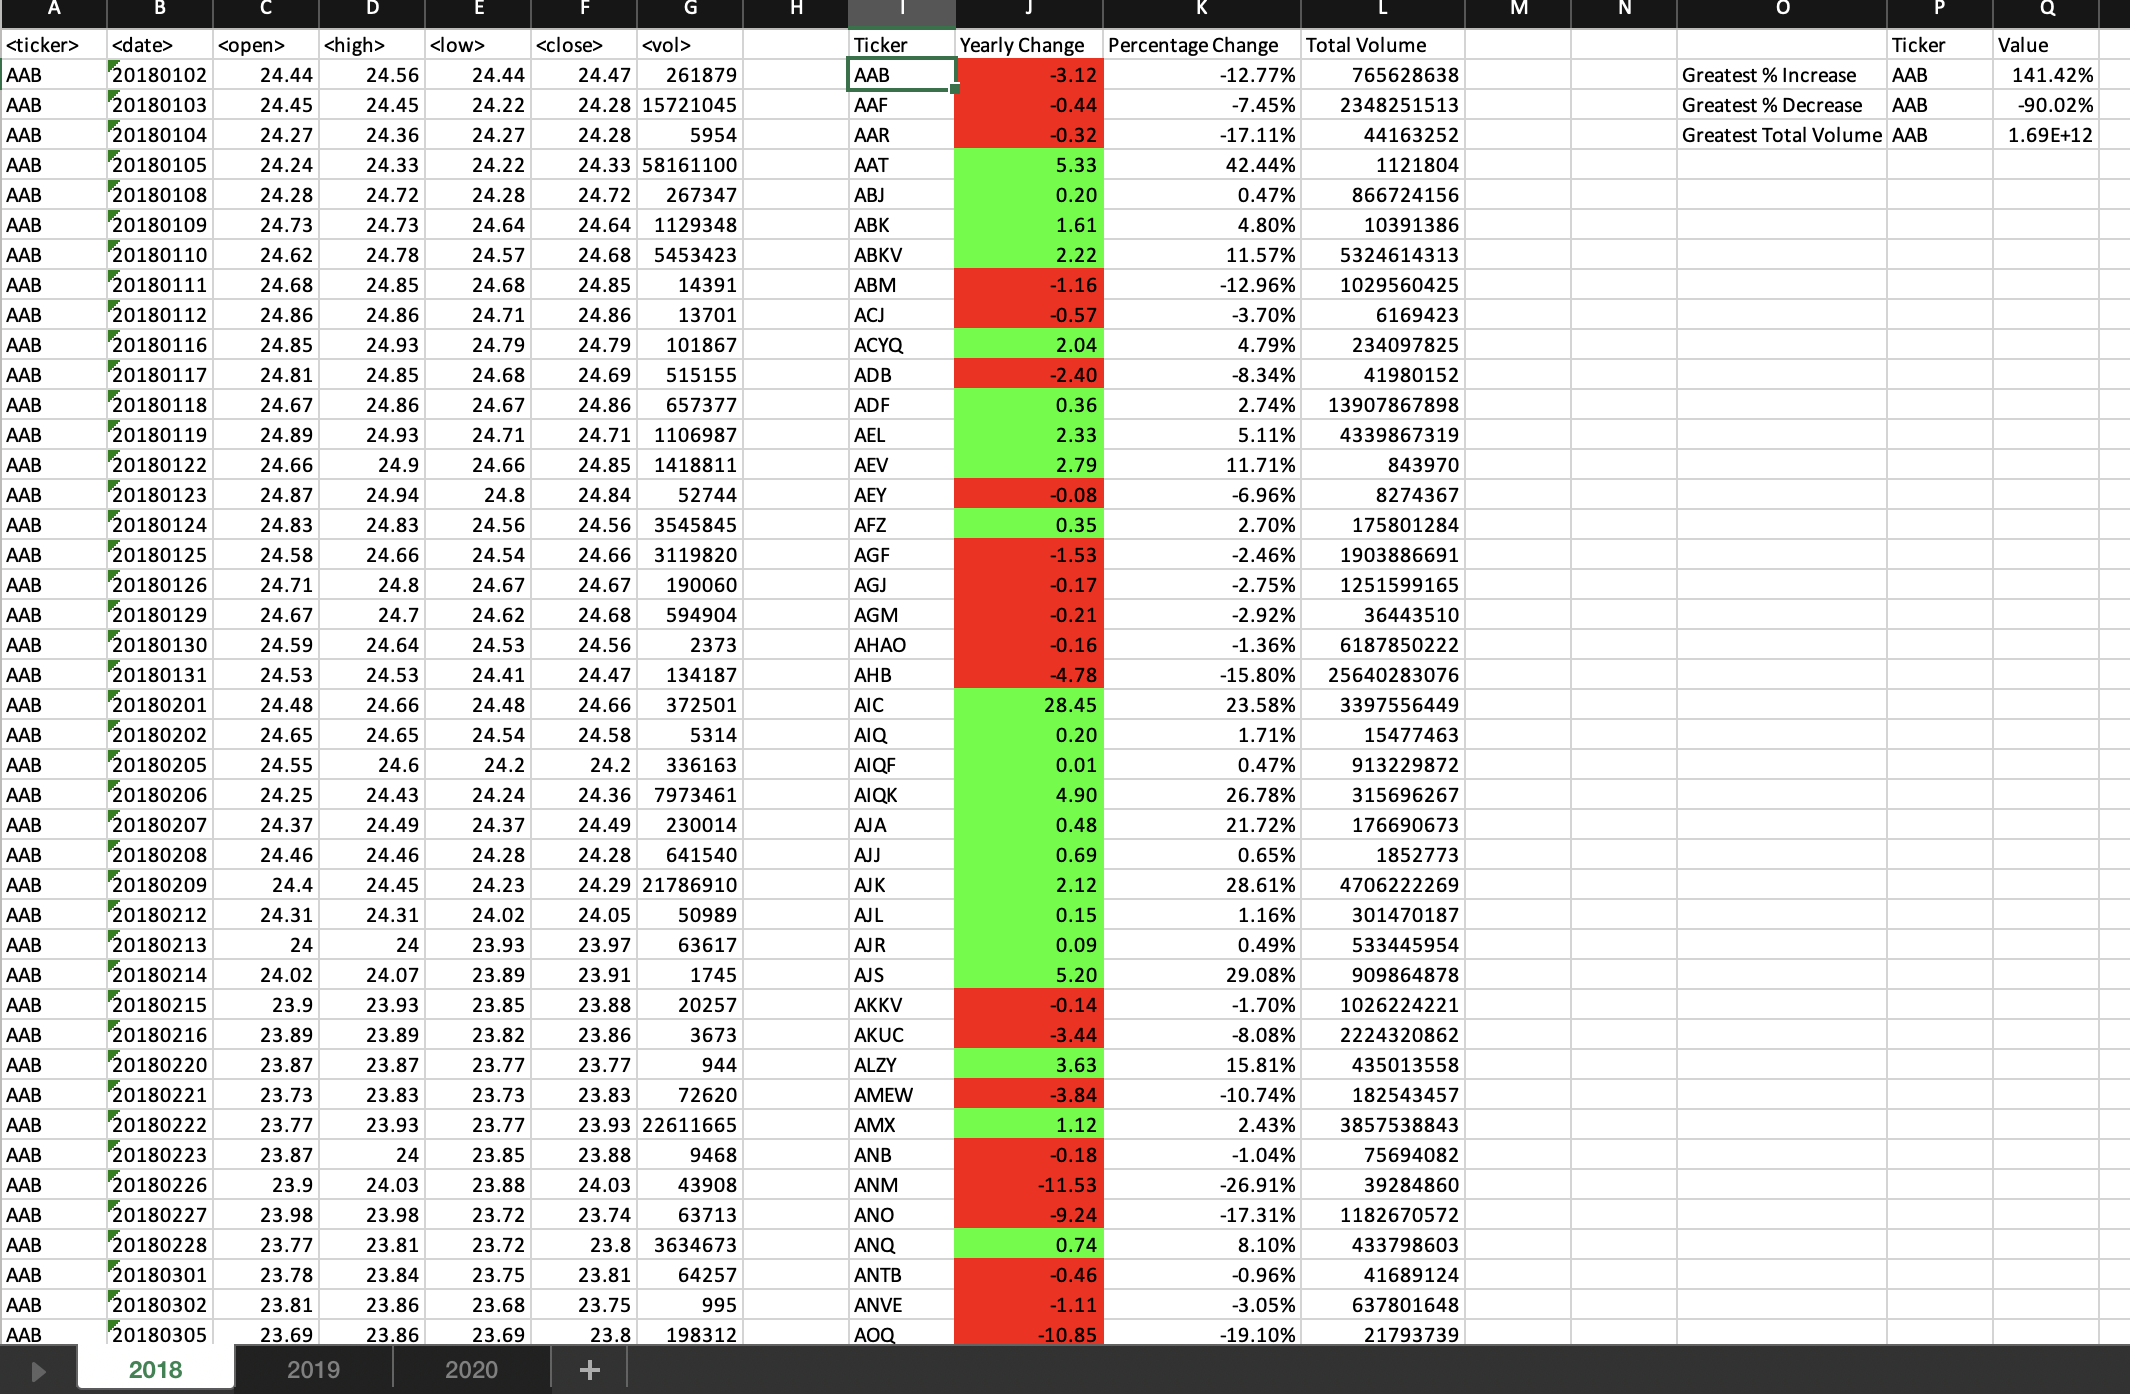 A B C D E F G H I J K L M N O P Q
<ticker> <date> <open> <high> <low> <close> <vol> Ticker Yearly Change Percentage Change Total Volume Ticker Value
AAB 20180102 24.44 24.56 24.44 24.47 261879 AAB -3.12 -12.77% 765628638 Greatest % Increase AAB 141.42%
AAB 20180103 24.45 24.45 24.22 24.28 15721045 AAF -0.44 -7.45% 2348251513 Greatest % Decrease AAB -90.02%
AAB 20180104 24.27 24.36 24.27 24.28 5954 AAR -0.32 -17.11% 44163252 Greatest Total Volume AAB 1.69E+12
AAB 20180105 24.24 24.33 24.22 24.33 58161100 AAT 5.33 42.44% 1121804
AAB 20180108 24.28 24.72 24.28 24.72 267347 ABJ 0.20 0.47% 866724156
AAB 20180109 24.73 24.73 24.64 24.64 1129348 ABK 1.61 4.80% 10391386
AAB 20180110 24.62 24.78 24.57 24.68 5453423 ABKV 2.22 11.57% 5324614313
AAB 20180111 24.68 24.85 24.68 24.85 14391 ABM -1.16 -12.96% 1029560425
AAB 20180112 24.86 24.86 24.71 24.86 13701 ACJ -0.57 -3.70% 6169423
AAB 20180116 24.85 24.93 24.79 24.79 101867 ACYQ 2.04 4.79% 234097825
AAB 20180117 24.81 24.85 24.68 24.69 515155 ADB -2.40 -8.34% 41980152
AAB 20180118 24.67 24.86 24.67 24.86 657377 ADF 0.36 2.74% 13907867898
AAB 20180119 24.89 24.93 24.71 24.71 1106987 AEL 2.33 5.11% 4339867319
AAB 20180122 24.66 24.9 24.66 24.85 1418811 AEV 2.79 11.71% 843970
AAB 20180123 24.87 24.94 24.8 24.84 52744 AEY -0.08 -6.96% 8274367
AAB 20180124 24.83 24.83 24.56 24.56 3545845 AFZ 0.35 2.70% 175801284
AAB 20180125 24.58 24.66 24.54 24.66 3119820 AGF -1.53 -2.46% 1903886691
AAB 20180126 24.71 24.8 24.67 24.67 190060 AGJ -0.17 -2.75% 1251599165
AAB 20180129 24.67 24.7 24.62 24.68 594904 AGM -0.21 -2.92% 36443510
AAB 20180130 24.59 24.64 24.53 24.56 2373 AHAO -0.16 -1.36% 6187850222
AAB 20180131 24.53 24.53 24.41 24.47 134187 AHB -4.78 -15.80% 25640283076
AAB 20180201 24.48 24.66 24.48 24.66 372501 AIC 28.45 23.58% 3397556449
AAB 20180202 24.65 24.65 24.54 24.58 5314 AIQ 0.20 1.71% 15477463
AAB 20180205 24.55 24.6 24.2 24.2 336163 AIQF 0.01 0.47% 913229872
AAB 20180206 24.25 24.43 24.24 24.36 7973461 AIQK 4.90 26.78% 315696267
AAB 20180207 24.37 24.49 24.37 24.49 230014 AJA 0.48 21.72% 176690673
AAB 20180208 24.46 24.46 24.28 24.28 641540 AJJ 0.69 0.65% 1852773
AAB 20180209 24.4 24.45 24.23 24.29 21786910 AJK 2.12 28.61% 4706222269
AAB 20180212 24.31 24.31 24.02 24.05 50989 AJL 0.15 1.16% 301470187
AAB 20180213 24 24 23.93 23.97 63617 AJR 0.09 0.49% 533445954
AAB 20180214 24.02 24.07 23.89 23.91 1745 AJS 5.20 29.08% 909864878
AAB 20180215 23.9 23.93 23.85 23.88 20257 AKKV -0.14 -1.70% 1026224221
AAB 20180216 23.89 23.89 23.82 23.86 3673 AKUC -3.44 -8.08% 2224320862
AAB 20180220 23.87 23.87 23.77 23.77 944 ALZY 3.63 15.81% 435013558
AAB 20180221 23.73 23.83 23.73 23.83 72620 AMEW -3.84 -10.74% 182543457
AAB 20180222 23.77 23.93 23.77 23.93 22611665 AMX 1.12 2.43% 3857538843
AAB 20180223 23.87 24 23.85 23.88 9468 ANB -0.18 -1.04% 75694082
AAB 20180226 23.9 24.03 23.88 24.03 43908 ANM -11.53 -26.91% 39284860
AAB 20180227 23.98 23.98 23.72 23.74 63713 ANO -9.24 -17.31% 1182670572
AAB 20180228 23.77 23.81 23.72 23.8 3634673 ANQ 0.74 8.10% 433798603
AAB 20180301 23.78 23.84 23.75 23.81 64257 ANTB -0.46 -0.96% 41689124
AAB 20180302 23.81 23.86 23.68 23.75 995 ANVE -1.11 -3.05% 637801648
AAB 20180305 23.69 23.86 23.69 23.8 198312 AOQ -10.85 -19.10% 21793739
2018 2019 2020 +